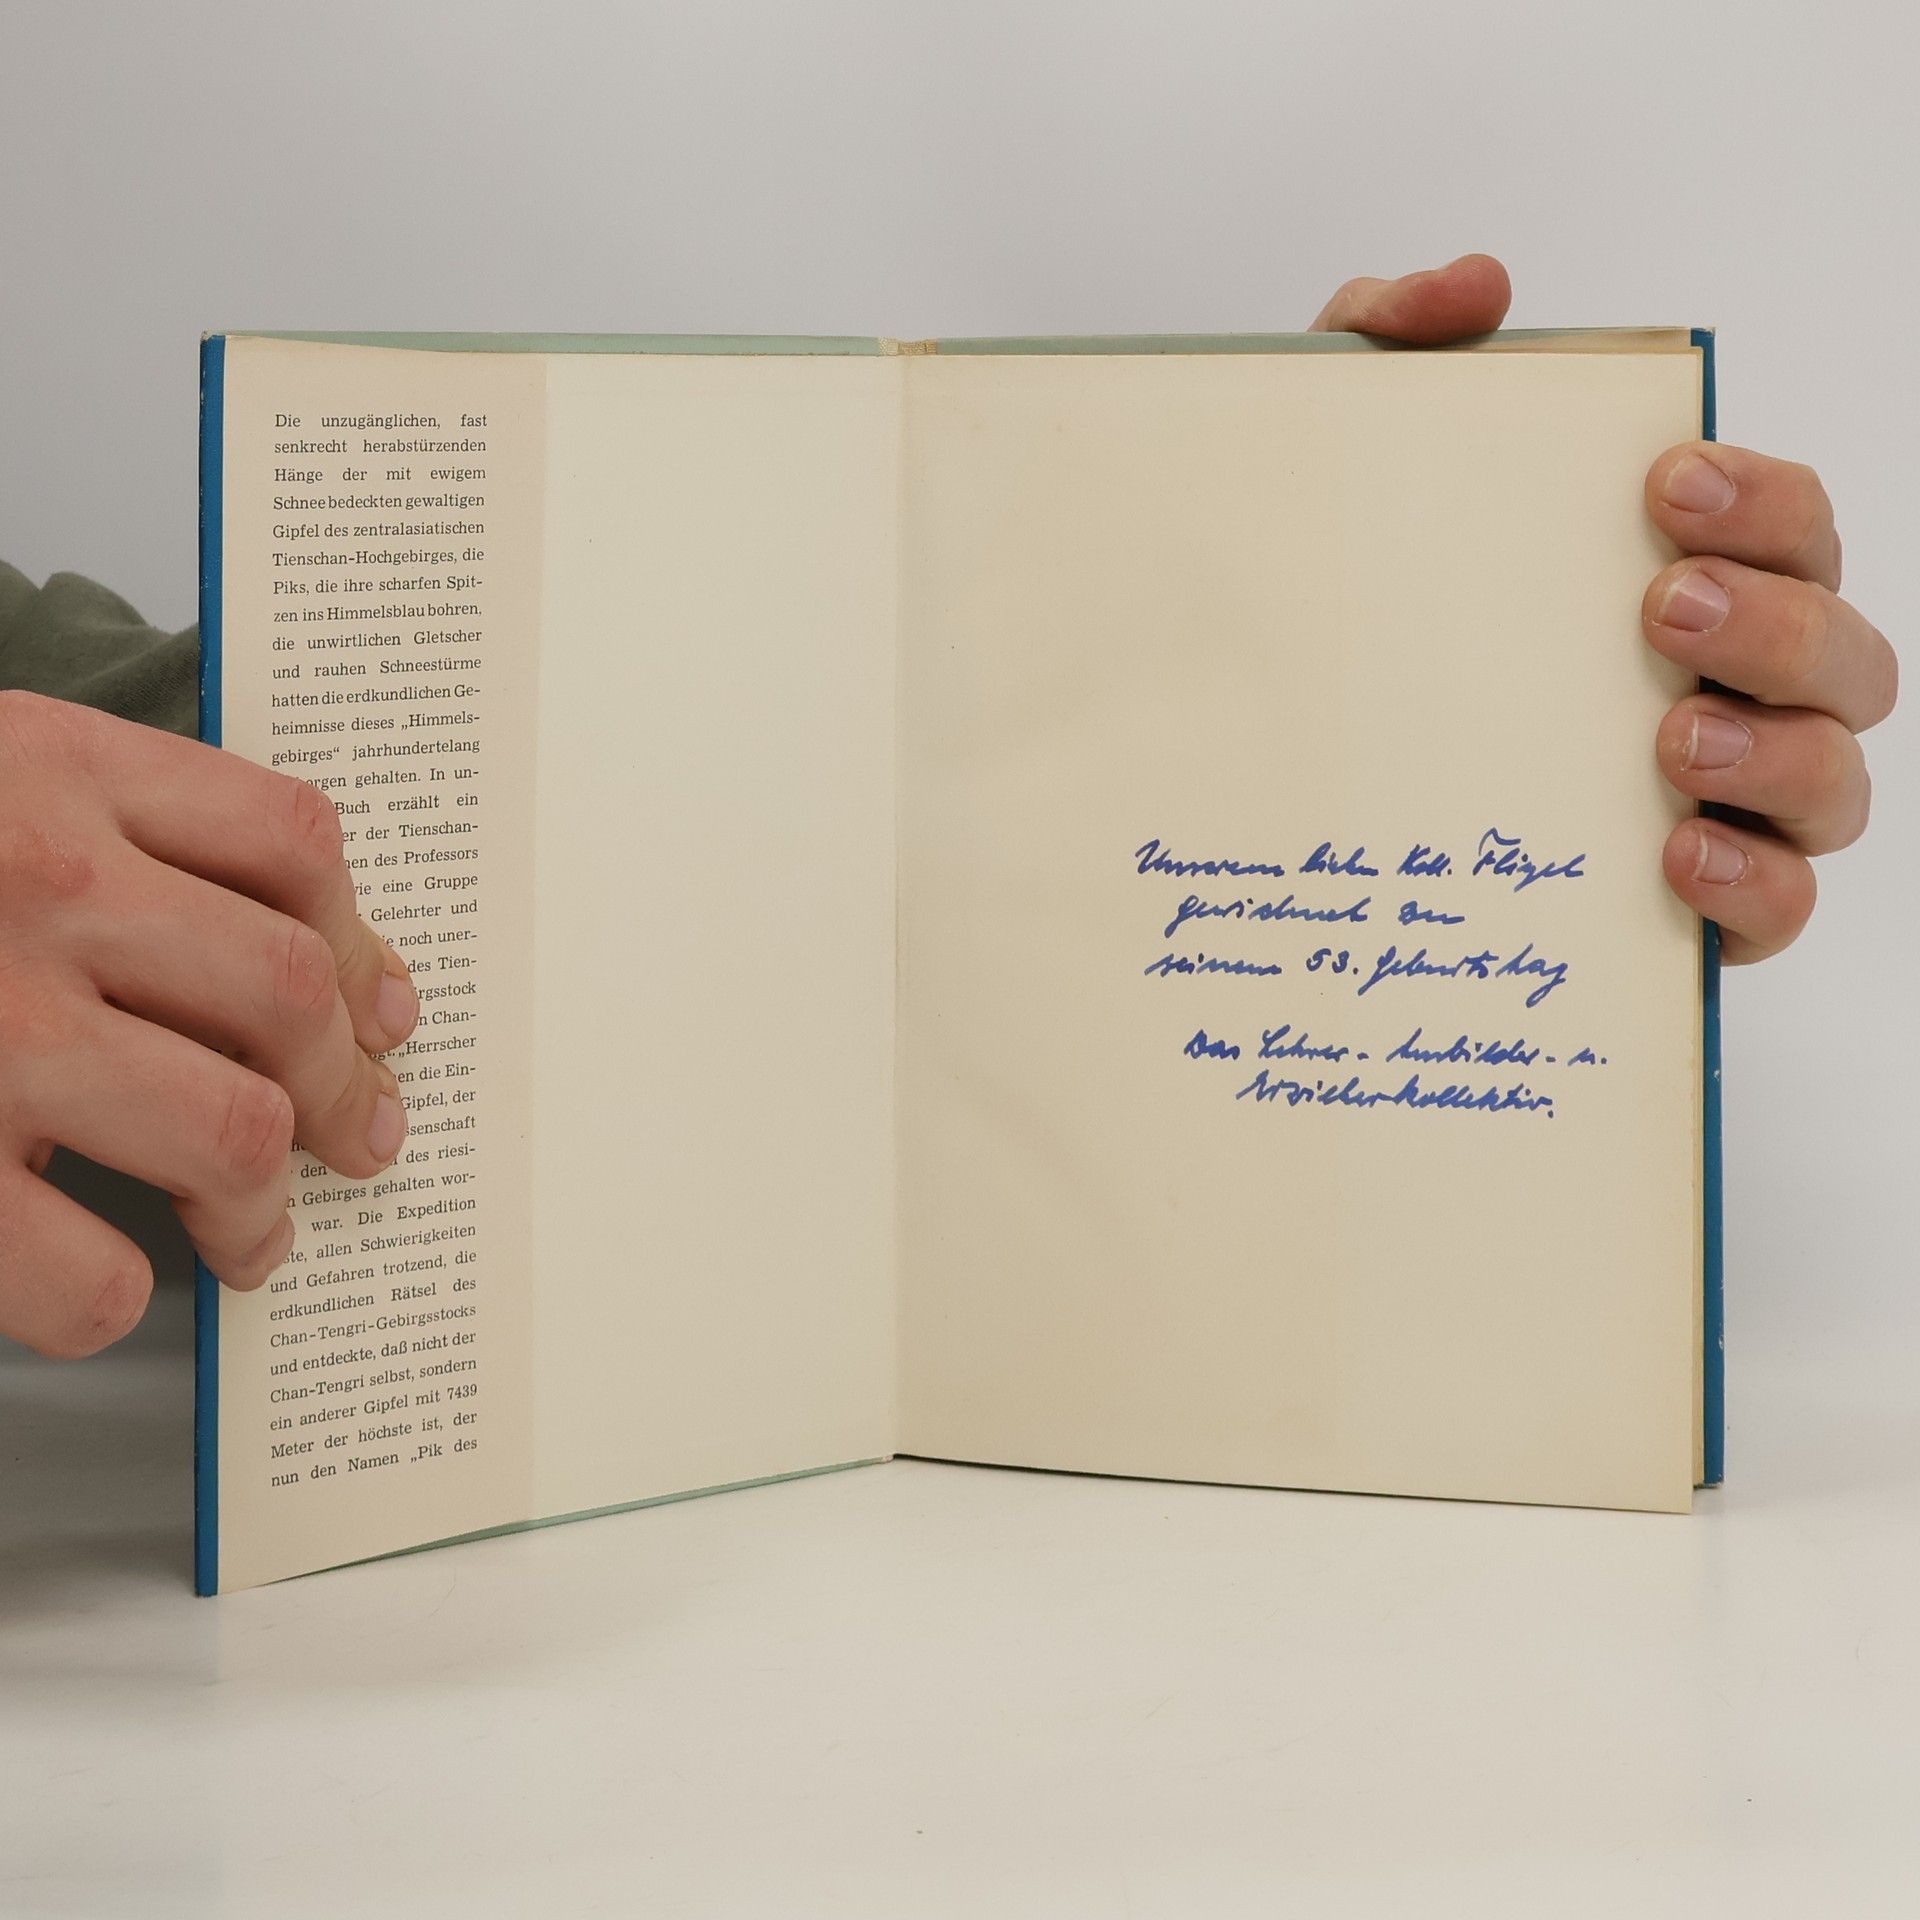 Die unzugänglichen, fast
senkrecht herabstürzenden
Hänge der mit ewigem
Schnee bedeckten gewaltigen
Gipfel des zentralasiatischen
Tienschan-Hochgebirges, die
Piks, die ihre scharfen Spit-
zen ins Himmelsblau bohren,
die unwirtlichen Gletscher
und rauhen Schneestürme
hatten die erdkundlichen Ge-
heimnisse dieses „Himmels-
gebirges“ jahrhundertelang
gehalten. In un-
Buch erzählt ein
der Tienschan-
des Professors
eine Gruppe
Gelehrter und
noch uner-
des Tien-
Chan-
„Herrscher
die Ein-
Gipfel, der
den des riesi-
Gebirges gehalten wor-
war. Die Expedition
allen Schwierigkeiten
und Gefahren trotzend, die
erdkundlichen Rätsel des
Chan-Tengri-Gebirgsstocks
und entdeckte, daß nicht der
Chan-Tengri selbst, sondern
ein anderer Gipfel mit 7439
Meter der höchste ist, der
nun den Namen „Pik des
Unserem lieben Koll. Fligel
gewidmet zu
seinem 53. Geburtstag
Das Lehrer- Ausbilder- u.
Erzieherkollektiv.